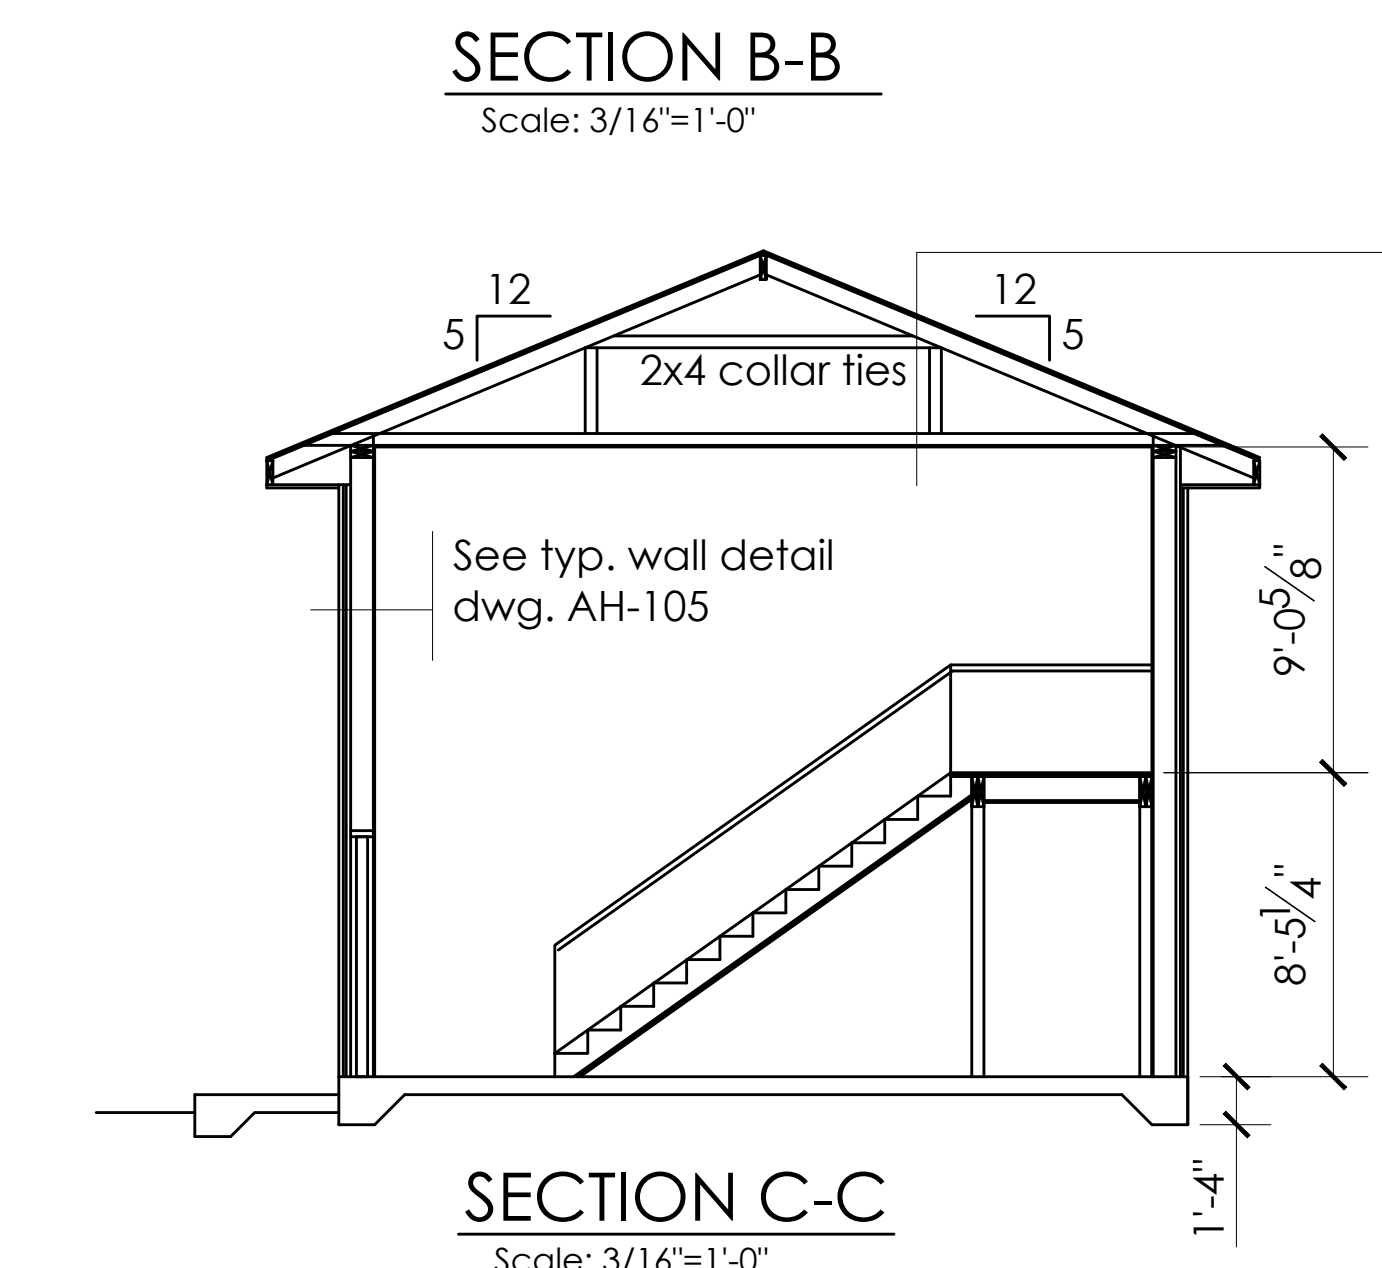 SECTION B-B
Scale: 3/16"=1'-0"
12
5
12
5
2x4 collar ties
See typ. wall detail
dwg. AH-105
9'-0 5/8"
8'-5 1/4"
1'-4"
SECTION C-C
Scale: 3/16"=1'-0"